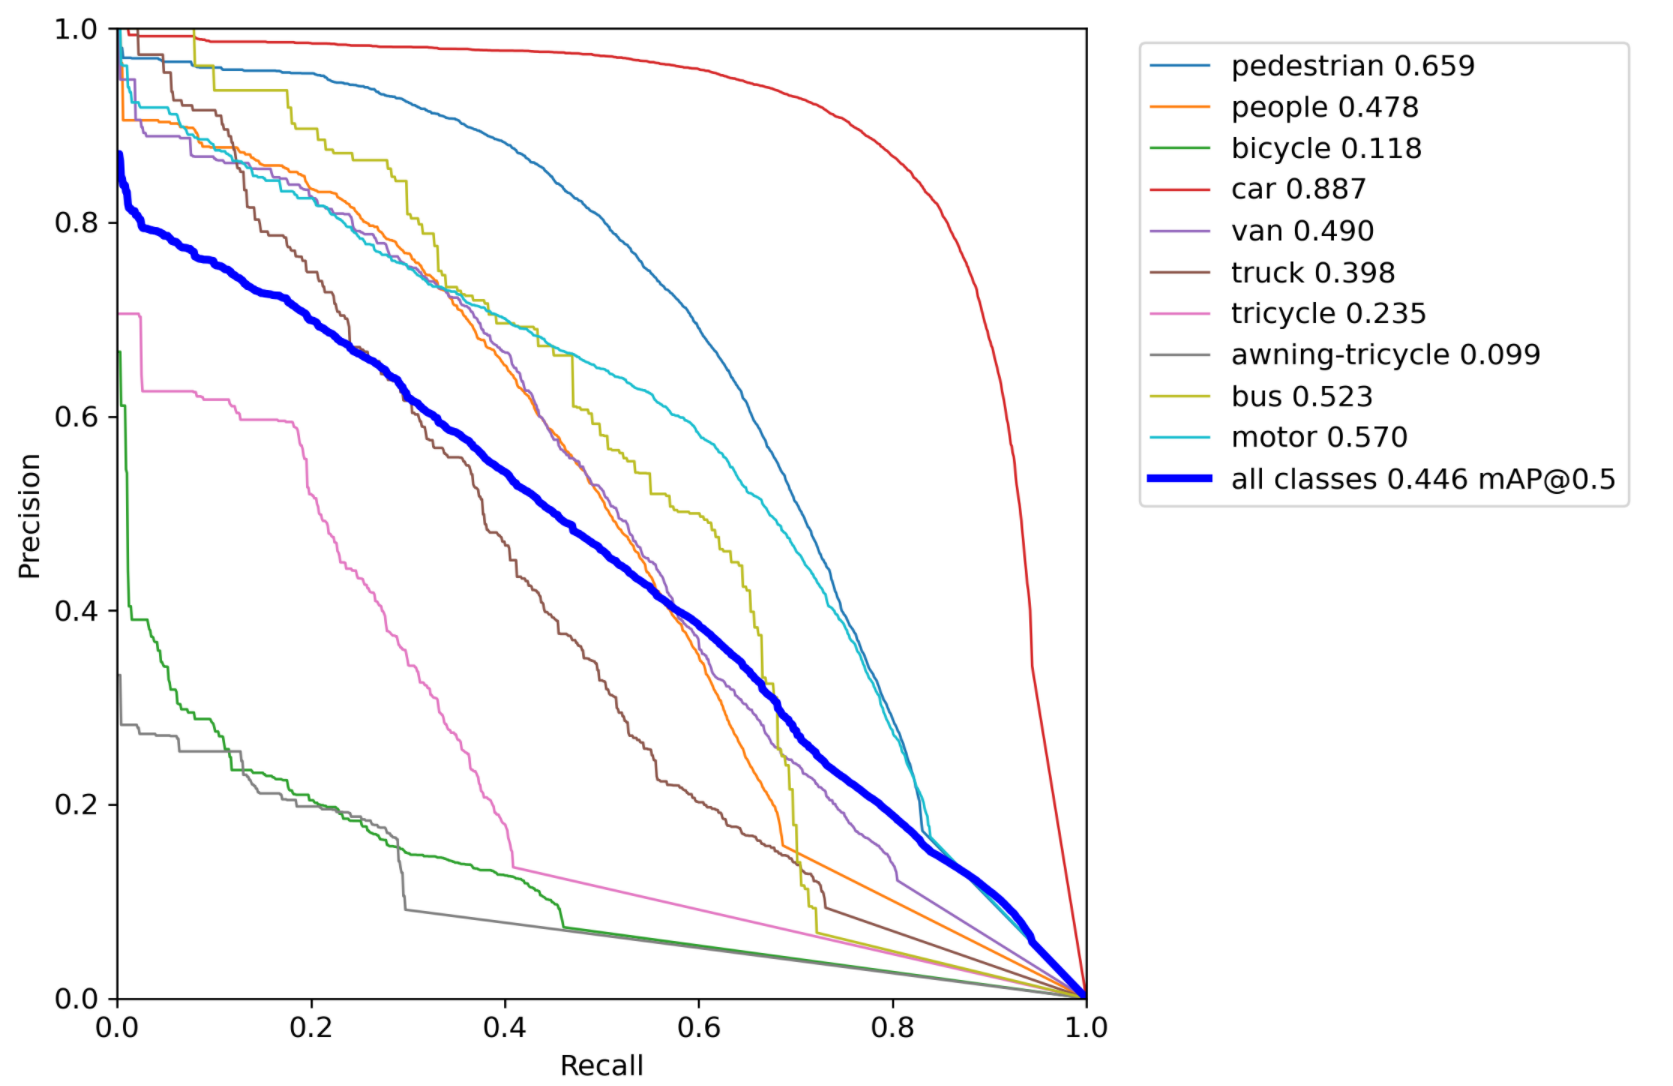 1.0
0.8
0.6
0.4
0.2
0.0
Precision
0.0 0.2 0.4 0.6 0.8 1.0
Recall
pedestrian 0.659
people 0.478
bicycle 0.118
car 0.887
van 0.490
truck 0.398
tricycle 0.235
awning-tricycle 0.099
bus 0.523
motor 0.570
all classes 0.446 mAP@0.5